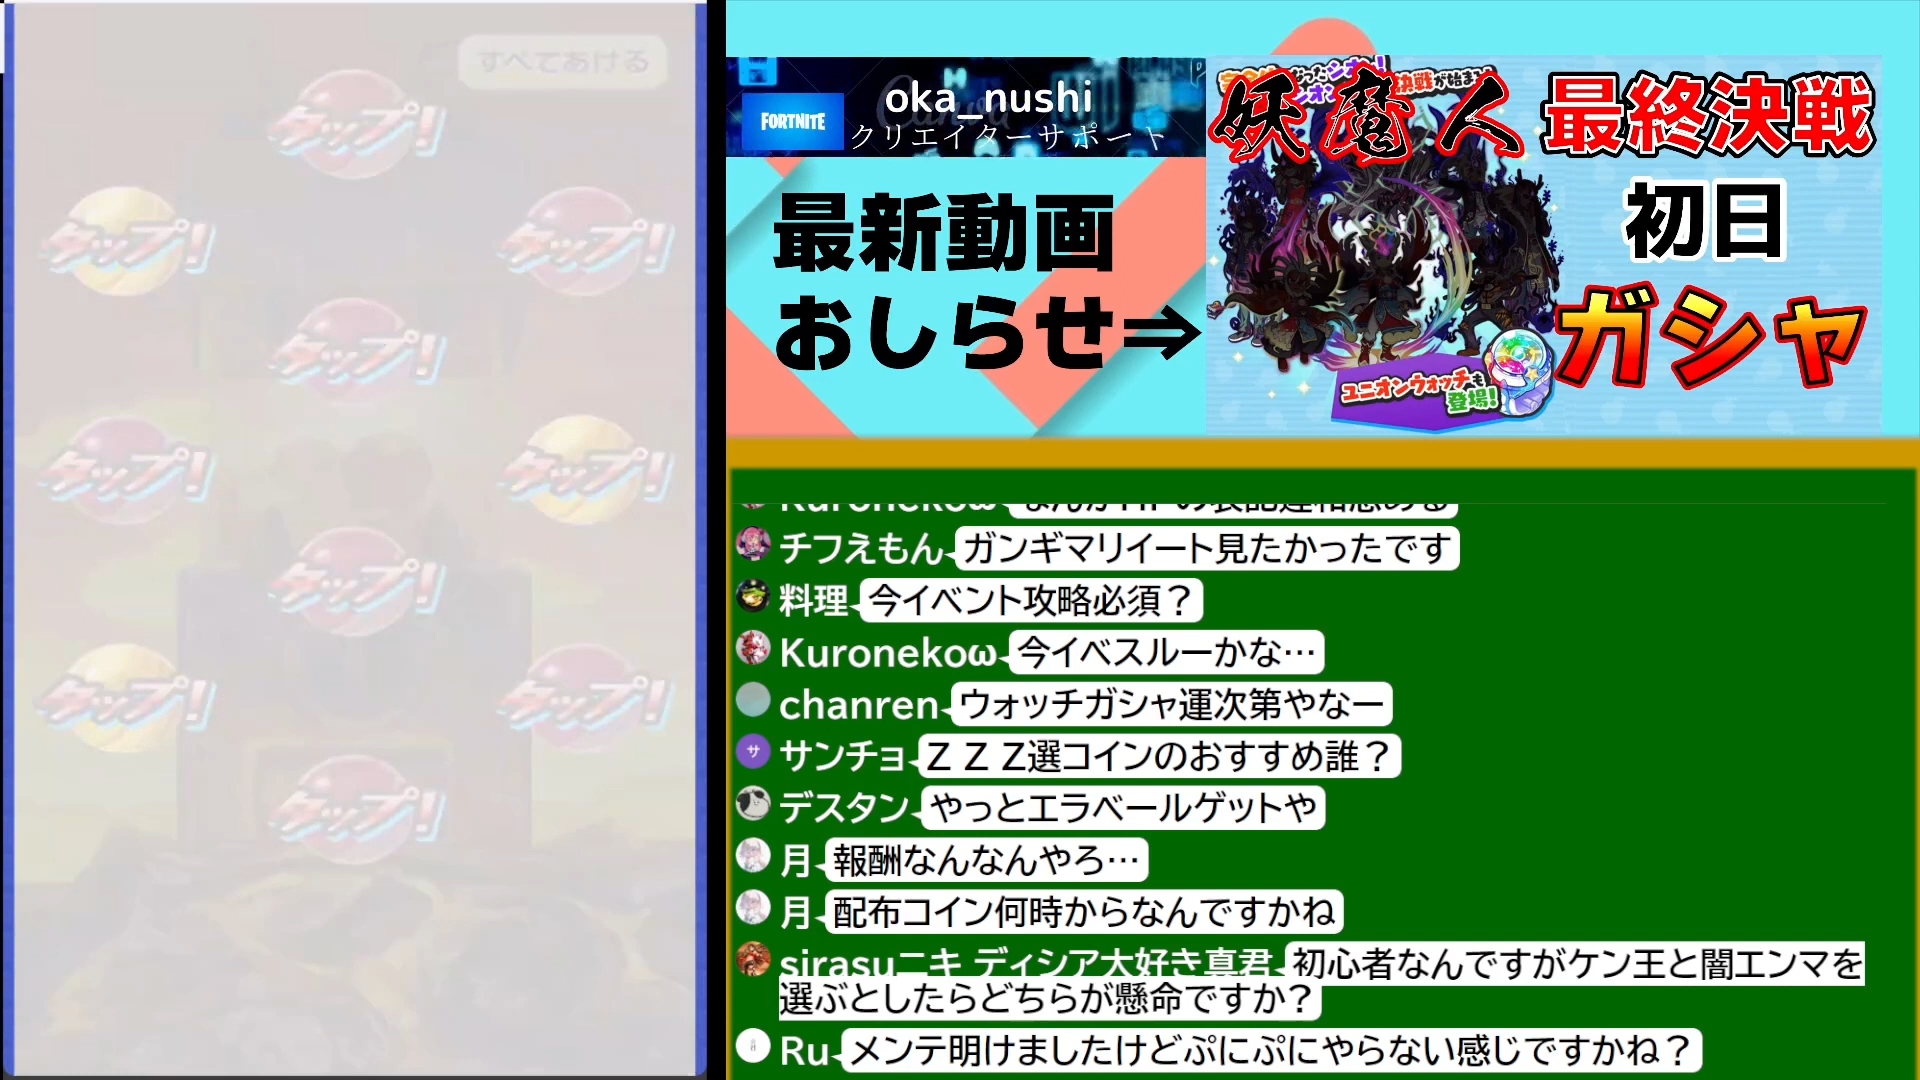 すべてあける
タップ!
タップ!
タップ!
タップ!
タップ!
タップ!
タップ!
タップ!
タップ!
タップ!
FORTNITE
oka_nushi
クリエイターサポート
最新動画
おしらせ⇒
妖魔人最終決戦
初日
ガシャ
ユニオンウォッチも
登場!
Kuronekoω
チフえもん ガンギマリイート見たかったです
料理 今イベント攻略必須？
Kuronekoω 今イベスルーかな…
chanren ウォッチガシャ運次第やなー
サ サンチョ Z Z Z選コインのおすすめ誰？
デスタン やっとエラベールゲットや
月 報酬なんなんやろ…
月 配布コイン何時からなんですかね
sirasuニキ ディシア大好き真君 初心者なんですがケン王と闇エンマを
選ぶとしたらどちらが懸命ですか?
Ru メンテ明けましたけどぷにぷにやらない感じですかね？